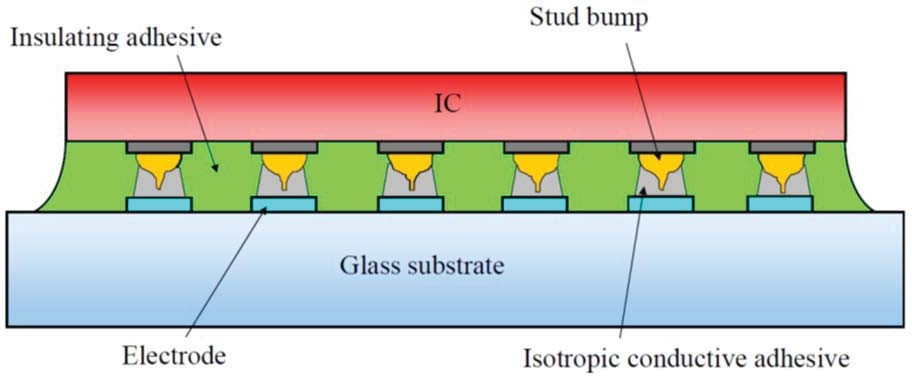 Stud bump
Insulating adhesive
IC
Glass substrate
Electrode
Isotropic conductive adhesive